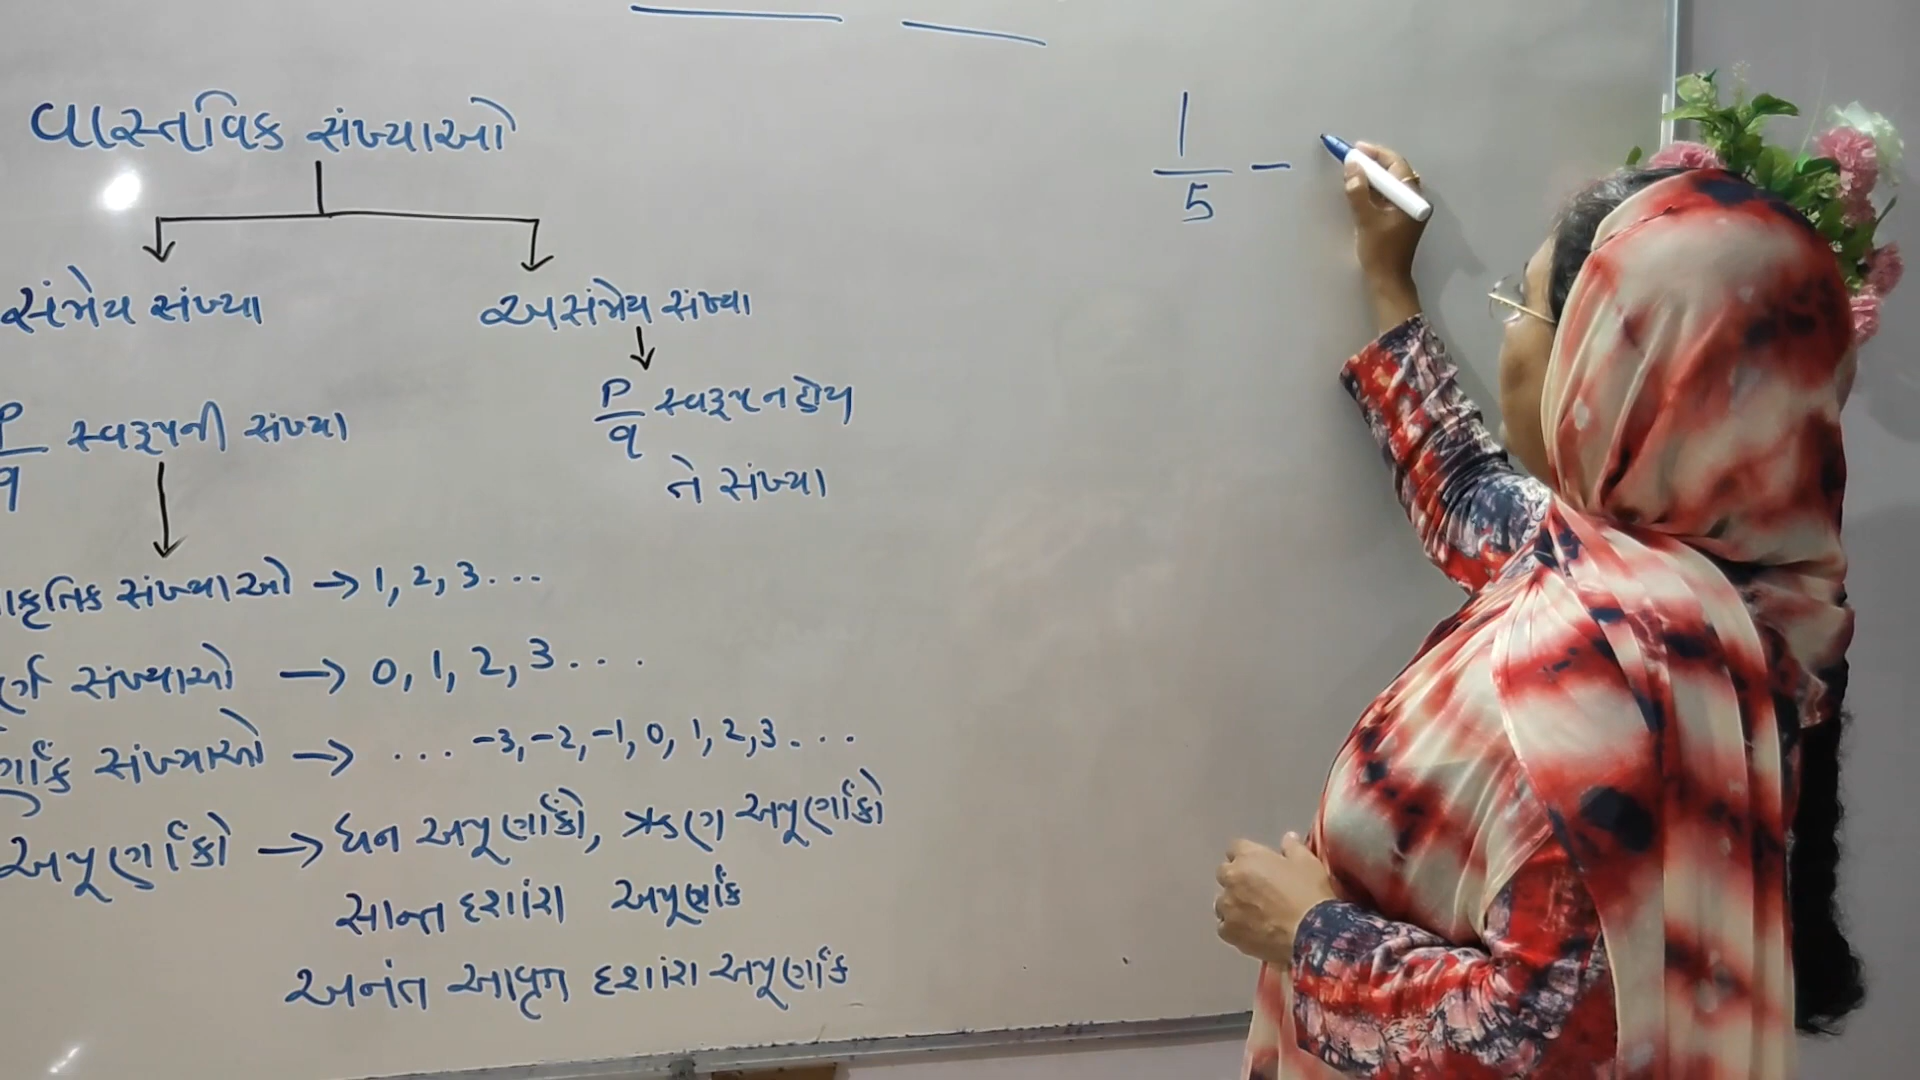 વાસ્તવિક સંખ્યાઓ
સંમેય સંખ્યા
અસંમેય સંખ્યા
P/q સ્વરૂપની સંખ્યા
P/q સ્વરૂપ ન હોય
તે સંખ્યા
ાકૃતિક સંખ્યાઓ → 1, 2, 3...
ૂર્ણ સંખ્યાઓ → 0, 1, 2, 3...
ૂર્ણાંક સંખ્યાઓ → ... -3, -2, -1, 0, 1, 2, 3...
અપૂર્ણાંકો → ધન અપૂર્ણાંકો, ઋણ અપૂર્ણાંકો
સાન્ત દશાંશ અપૂર્ણાંક
અનંત આવૃત્ત દશાંશ અપૂર્ણાંક
1/5 -